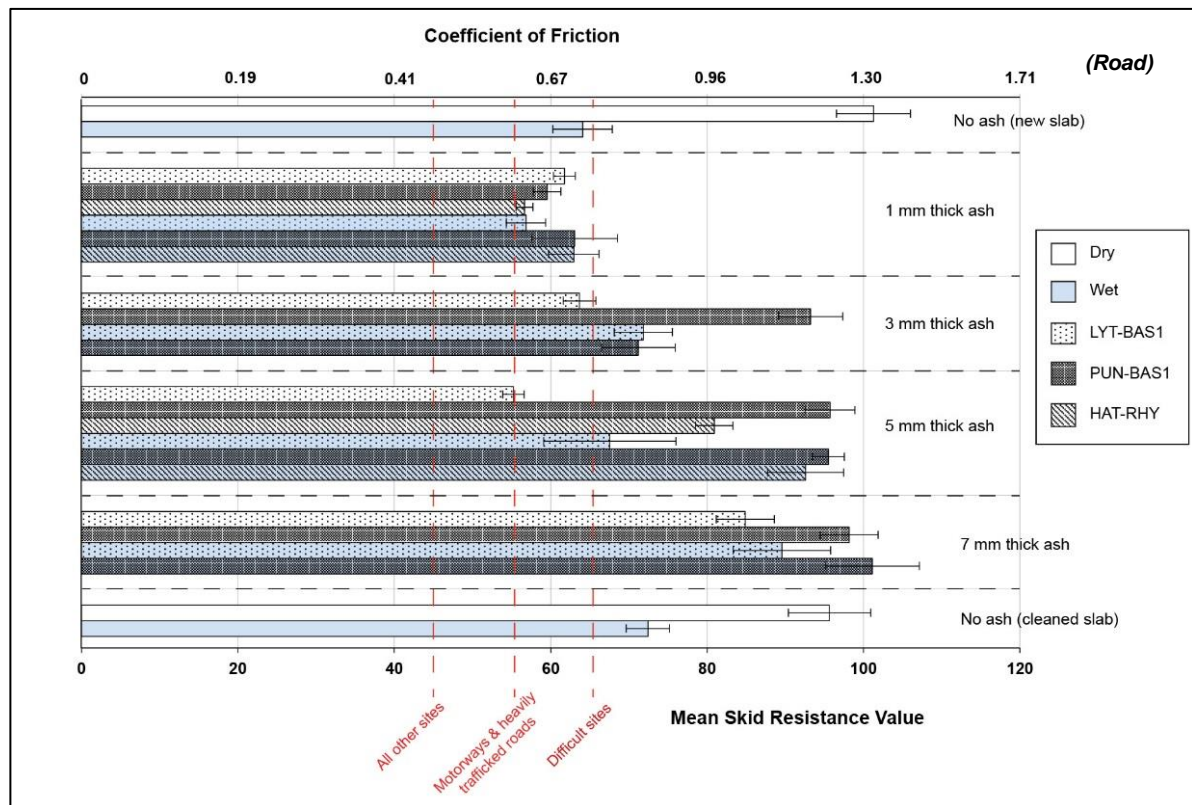 Coefficient of Friction
(Road)
0 0.19 0.41 0.67 0.96 1.30 1.71
No ash (new slab)
1 mm thick ash
3 mm thick ash
5 mm thick ash
7 mm thick ash
No ash (cleaned slab)
Dry
Wet
LYT-BAS1
PUN-BAS1
HAT-RHY
0 20 40 60 80 100 120
Mean Skid Resistance Value
All other sites
Motorways & heavily
trafficked roads
Difficult sites